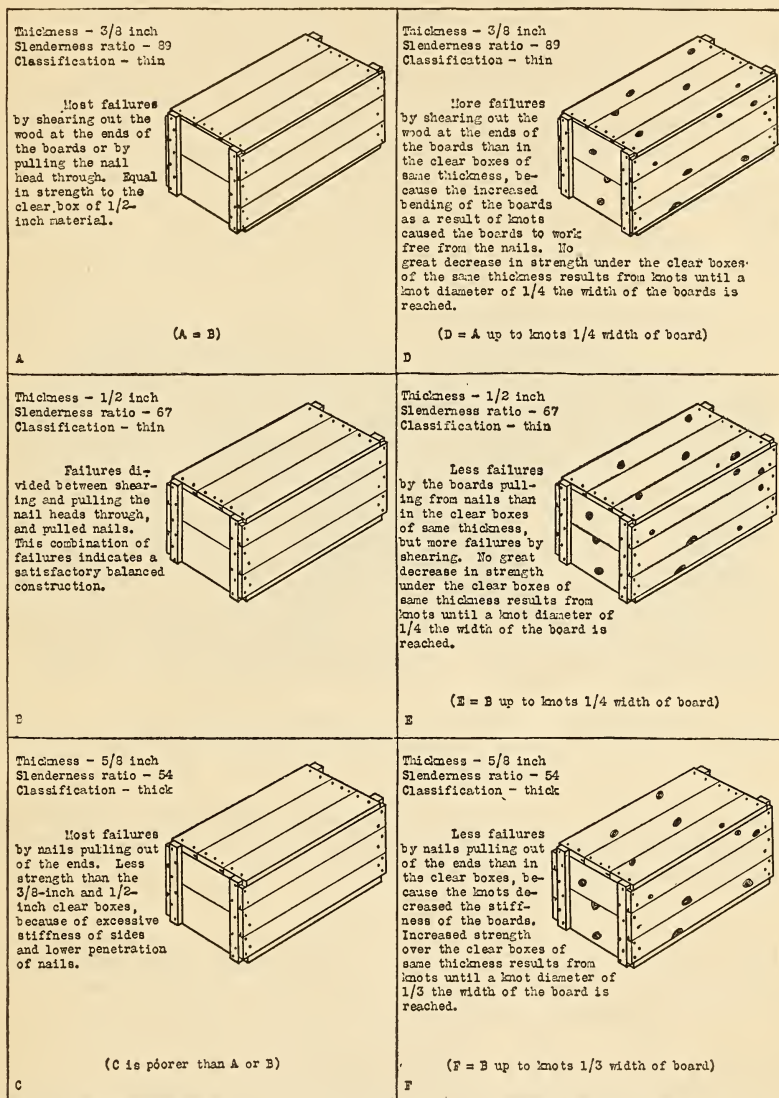 Thickness - 3/8 inch
Slenderness ratio - 89
Classification - thin
Most failures
by shearing out the
wood at the ends of
the boards or by
pulling the nail
head through. Equal
in strength to the
clear box of 1/2-
inch material.
(A = B)
A
Thickness - 3/8 inch
Slenderness ratio - 89
Classification - thin
More failures
by shearing out the
wood at the ends of
the boards than in
the clear boxes of
same thickness, be-
cause the increased
bending of the boards
as a result of knots
caused the boards to work
free from the nails. No
great decrease in strength under the clear boxes
of the same thickness results from knots until a
knot diameter of 1/4 the width of the boards is
reached.
(D = A up to knots 1/4 width of board)
D
Thickness - 1/2 inch
Slenderness ratio - 67
Classification - thin
Failures di-
vided between shear-
ing and pulling the
nail heads through,
and pulled nails.
This combination of
failures indicates a
satisfactory balanced
construction.
B
Thickness - 1/2 inch
Slenderness ratio - 67
Classification - thin
Less failures
by the boards pull-
ing from nails than
in the clear boxes
of same thickness,
but more failures by
shearing. No great
decrease in strength
under the clear boxes of
same thickness results from
knots until a knot diameter of
1/4 the width of the board is
reached.
(E = B up to knots 1/4 width of board)
E
Thickness - 5/8 inch
Slenderness ratio - 54
Classification - thick
Most failures
by nails pulling out
of the ends. Less
strength than the
3/8-inch and 1/2-
inch clear boxes,
because of excessive
stiffness of sides
and lower penetration
of nails.
(C is poorer than A or B)
C
Thickness - 5/8 inch
Slenderness ratio - 54
Classification - thick
Less failures
by nails pulling out
of the ends than in
the clear boxes, be-
cause the knots de-
creased the stiff-
ness of the boards.
Increased strength
over the clear boxes of
same thickness results from
knots until a knot diameter of
1/3 the width of the board is
reached.
(F = B up to knots 1/3 width of board)
F